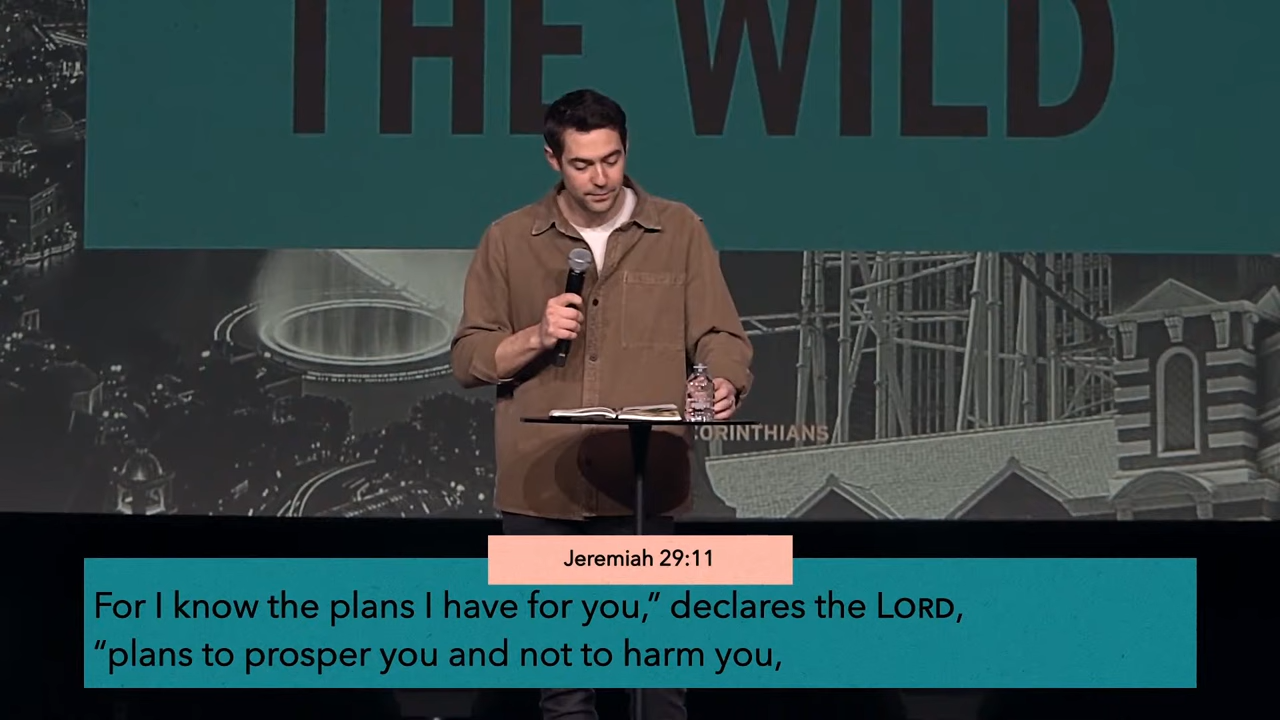 THE WILD
CORINTHIANS
Jeremiah 29:11
For I know the plans I have for you,” declares the LORD,
“plans to prosper you and not to harm you,